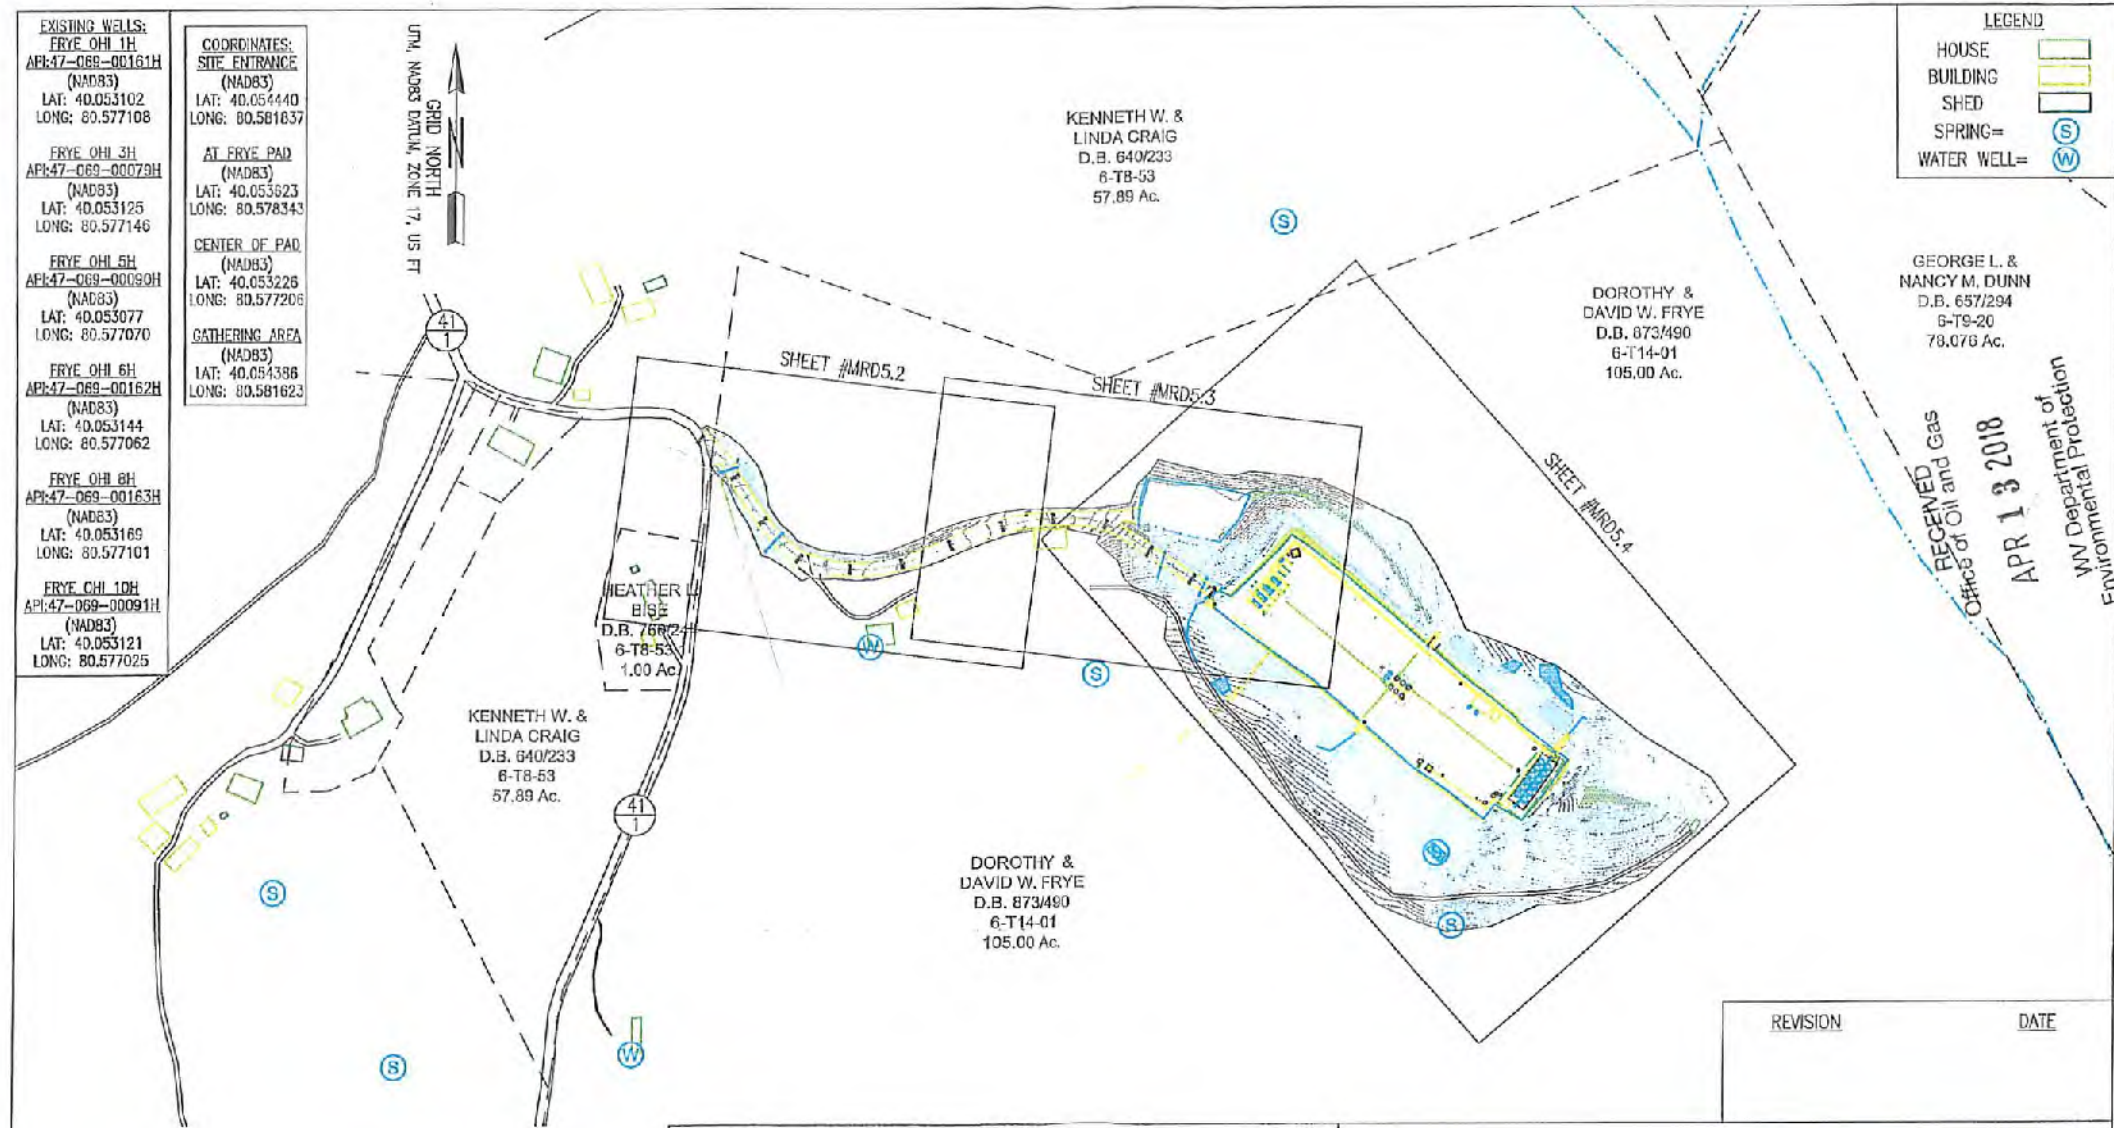 EXISTING WELLS:
FRYE OHI 1H
API:47-069-00161H
(NAD83)
LAT: 40.053102
LONG: 80.577108
FRYE OHI 3H
API:47-069-00079H
(NAD83)
LAT: 40.053125
LONG: 80.577146
FRYE OHI 5H
API:47-069-00090H
(NAD83)
LAT: 40.053077
LONG: 80.577070
FRYE OHI 6H
API:47-069-00162H
(NAD83)
LAT: 40.053144
LONG: 80.577062
FRYE OHI 8H
API:47-069-00163H
(NAD83)
LAT: 40.053169
LONG: 80.577101
FRYE OHI 10H
API:47-069-00091H
(NAD83)
LAT: 40.053121
LONG: 80.577025
COORDINATES:
SITE ENTRANCE
(NAD83)
LAT: 40.054440
LONG: 80.581837
AT FRYE PAD
(NAD83)
LAT: 40.053623
LONG: 80.578343
CENTER OF PAD
(NAD83)
LAT: 40.053226
LONG: 80.577206
GATHERING AREA
(NAD83)
LAT: 40.054386
LONG: 80.581623
GRID NORTH
UTM, NAD83 DATUM, ZONE 17, US FT
N
KENNETH W. &
LINDA CRAIG
D.B. 640/233
6-T8-53
57.89 Ac.
S
LEGEND
HOUSE
BUILDING
SHED
SPRING= S
WATER WELL= W
DOROTHY &
DAVID W. FRYE
D.B. 873/490
6-T14-01
105.00 Ac.
GEORGE L. &
NANCY M. DUNN
D.B. 657/294
6-T9-20
78.076 Ac.
RECEIVED
Office of Oil and Gas
APR 13 2018
WV Department of
Environmental Protection
41
1
SHEET #MRD5.2
SHEET #MRD5.3
SHEET #MRD5.4
HEATHER L
BISE
6-T8-53
1.00 Ac.
W
S
KENNETH W. &
LINDA CRAIG
D.B. 640/233
6-T8-53
57.89 Ac.
41
1
DOROTHY &
DAVID W. FRYE
D.B. 873/490
6-T14-01
105.00 Ac.
S
S
S
W
REVISION DATE